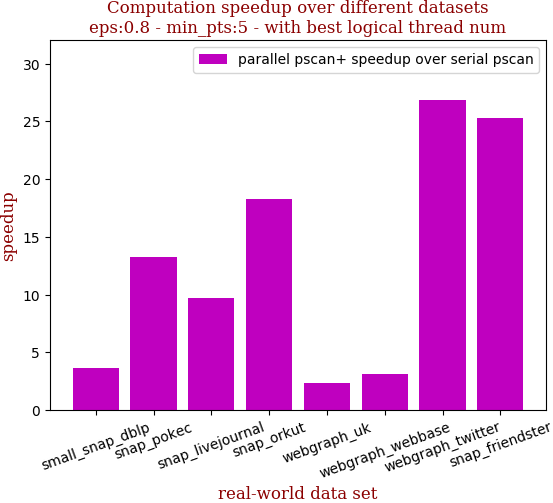 Computation speedup over different datasets
eps:0.8 - min_pts:5 - with best logical thread num
parallel pscan+ speedup over serial pscan
30
25
20
15
10
5
0
speedup
small_snap_dblp
snap_pokec
snap_livejournal
snap_orkut
webgraph_uk
webgraph_webbase
webgraph_twitter
snap_friendster
real-world data set